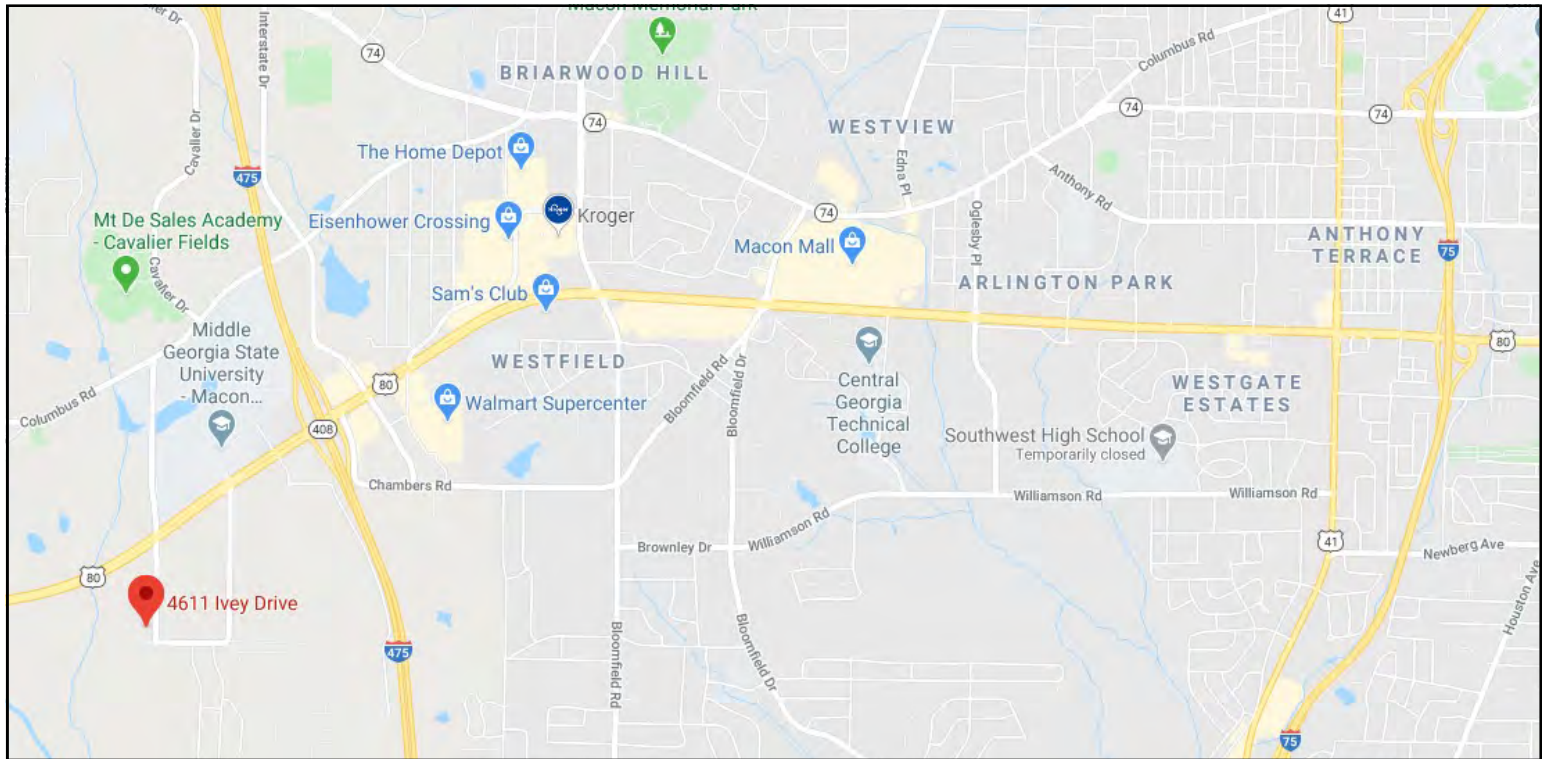 Macon Memorial Park
41
Interstate Dr
Columbus Rd
74
BRIARWOOD HILL
74
74
74
WESTVIEW
Cavalier Dr
The Home Depot
Edna Pl
Anthony Rd
475
Kroger
Eisenhower Crossing
74
Oglesby Pl
Mt De Sales Academy
- Cavalier Fields
Macon Mall
ANTHONY
TERRACE
75
Cavalier Dr
Sam's Club
ARLINGTON PARK
Middle
Georgia State
University
- Macon...
WESTFIELD
80
80
Central
Georgia
Technical
College
WESTGATE
ESTATES
Columbus Rd
Walmart Supercenter
Bloomfield Rd
Bloomfield Dr
408
Southwest High School
Temporarily closed
Chambers Rd
Williamson Rd
Williamson Rd
Williamson Rd
Brownley Dr
41
Newberg Ave
80
4611 Ivey Drive
Houston Ave
475
Bloomfield Rd
Bloomfield Dr
75